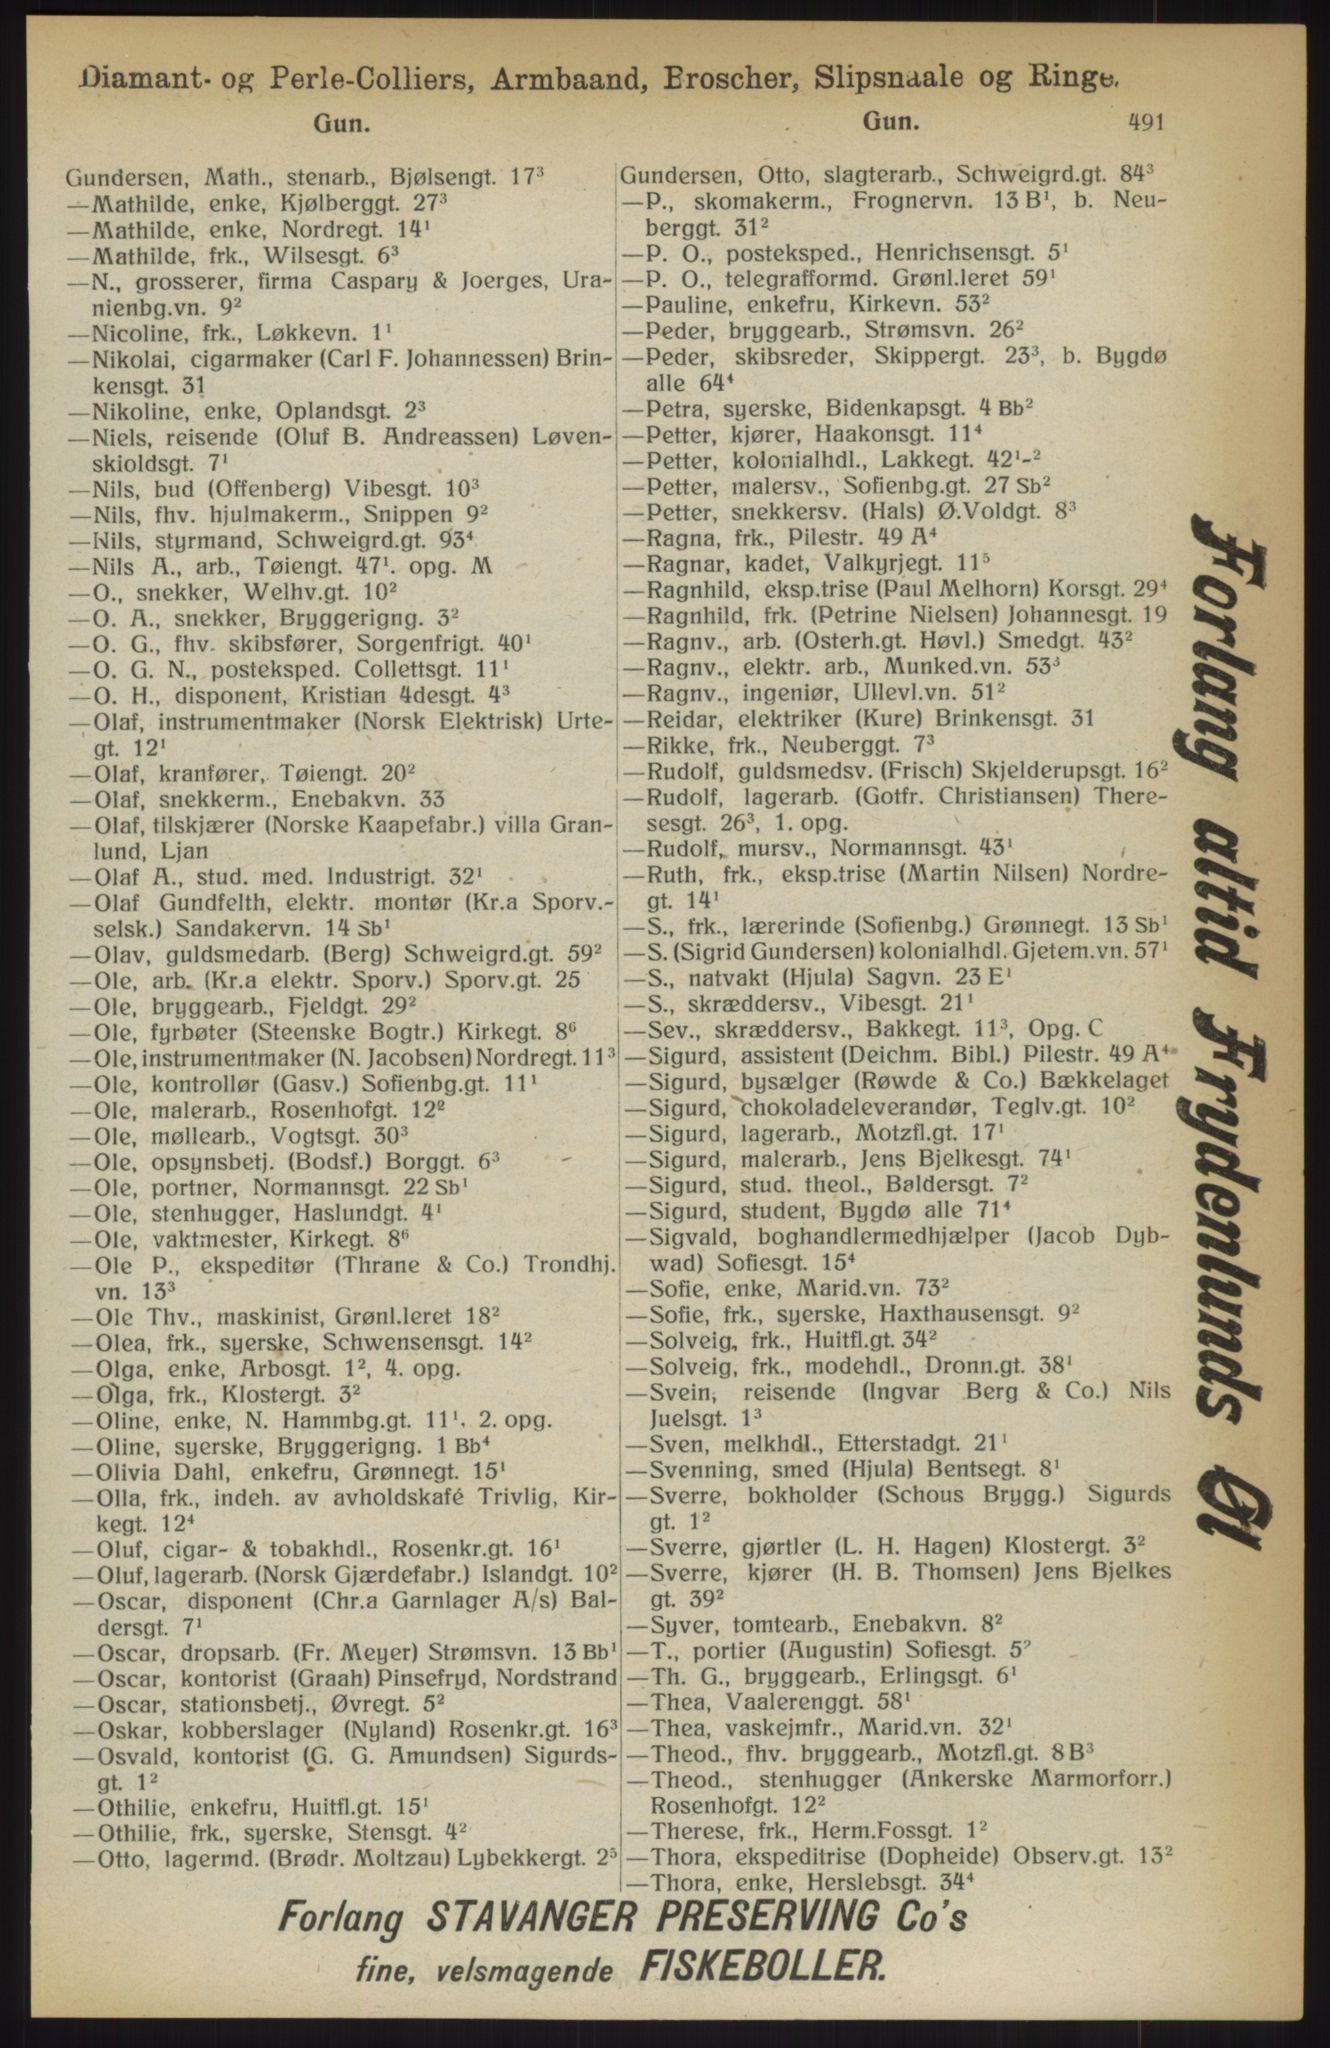 Diamant- og Perle-Colliers, Armbaand, Broscher, Slipsnaale og Ringe.
Gun.
Gun.
491
Gundersen, Math., stenarb., Bjølsengt. 17³
—Mathilde, enke, Kjølberggt. 27³
—Mathilde, enke, Nordregt. 14¹
—Mathilde, frk., Wilsesgt. 6³
—N., grosserer, firma Caspary & Joerges, Ura-
nienbg.vn. 9²
—Nicoline, frk., Løkkevn. 1¹
—Nikolai, cigarmaker (Carl F. Johannessen) Brin-
kensgt. 31
—Nikoline, enke, Oplandsgt. 2³
—Niels, reisende (Oluf B. Andreassen) Løven-
skioldsgt. 7¹
—Nils, bud (Offenberg) Vibesgt. 10³
—Nils, fhv. hjulmakerm., Snippen 9²
—Nils, styrmand, Schweigrd.gt. 93⁴
—Nils A., arb., Tøiengt. 47¹. opg. M
—O., snekker, Welhv.gt. 10²
—O. A., snekker, Bryggerigng. 3²
—O. G., fhv. skibsfører, Sorgenfrigt. 40¹
—O. G. N., posteksped. Collettsgt. 11¹
—O. H., disponent, Kristian 4desgt. 4³
—Olaf, instrumentmaker (Norsk Elektrisk) Urte-
gt. 12¹
—Olaf, kranfører, Tøiengt. 20²
—Olaf, snekkerm., Enebakvn. 33
—Olaf, tilskjærer (Norske Kaapefabr.) villa Gran-
lund, Ljan
—Olaf A., stud. med. Industrigt. 32¹
—Olaf Gundfelth, elektr. montør (Kr.a Sporv.-
selsk.) Sandakervn. 14 Sb¹
—Olav, guldsmedarb. (Berg) Schweigrd.gt. 59²
—Ole, arb. (Kr.a elektr. Sporv.) Sporv.gt. 25
—Ole, bryggearb., Fjeldgt. 29²
—Ole, fyrbøter (Steenske Bogtr.) Kirkegt. 8⁶
—Ole, instrumentmaker (N. Jacobsen) Nordregt. 11³
—Ole, kontrollør (Gasv.) Sofienbg.gt. 11¹
—Ole, malerarb., Rosenhofgt. 12²
—Ole, møllearb., Vogtsgt. 30³
—Ole, opsynsbetj. (Bodsf.) Borggt. 6³
—Ole, portner, Normannsgt. 22 Sb¹
—Ole, stenhugger, Haslundgt. 4¹
—Ole, vaktmester, Kirkegt. 8⁶
—Ole P., ekspeditør (Thrane & Co.) Trondhj.
vn. 13³
—Ole Thv., maskinist, Grønl.leret 18²
—Olea, frk., syerske, Schwensensgt. 14²
—Olga, enke, Arbosgt. 1², 4. opg.
—Olga, frk., Klostergt. 3²
—Oline, enke, N. Hammbg.gt. 11¹. 2. opg.
—Oline, syerske, Bryggerigng. 1 Bb⁴
—Olivia Dahl, enkefru, Grønnegt. 15¹
—Olla, frk., indeh. av avholdskafé Trivlig, Kir-
kegt. 12⁴
—Oluf, cigar- & tobakhdl., Rosenkr.gt. 16¹
—Oluf, lagerarb. (Norsk Gjærdefabr.) Islandgt. 10²
—Oscar, disponent (Chr.a Garnlager A/s) Bal-
dersgt. 7¹
—Oscar, dropsarb. (Fr. Meyer) Strømsvn. 13 Bb¹
—Oscar, kontorist (Graah) Pinsefryd, Nordstrand
—Oscar, stationsbetj., Øvregt. 5²
—Oskar, kobberslager (Nyland) Rosenkr.gt. 16³
—Osvald, kontorist (G. G. Amundsen) Sigurds-
gt. 1²
—Othilie, enkefru, Huitfl.gt. 15¹
—Othilie, frk., syerske, Stensgt. 4²
—Otto, lagermd. (Brødr. Moltzau) Lybekkergt. 2⁵
Gundersen, Otto, slagterarb., Schweigrd.gt. 84³
—P., skomakerm., Frognervn. 13 B¹, b. Neu-
berggt. 31²
—P. O., posteksped., Henrichsensgt. 5¹
—P. O., telegrafformd. Grønl.leret 59¹
—Pauline, enkefru, Kirkevn. 53²
—Peder, bryggearb., Strømsvn. 26²
—Peder, skibsreder, Skippergt. 23³, b. Bygdø
alle 64⁴
—Petra, syerske, Bidenkapsgt. 4 Bb²
—Petter, kjører, Haakonsgt. 11⁴
—Petter, kolonialhdl., Lakkegt. 42¹-²
—Petter, malersv., Sofienbg.gt. 27 Sb²
—Petter, snekkersv. (Hals) Ø.Voldgt. 8³
—Ragna, frk., Pilestr. 49 A⁴
—Ragnar, kadet, Valkyrjegt. 11⁵
—Ragnhild, eksp.trise (Paul Melhorn) Korsgt. 29⁴
—Ragnhild, frk. (Petrine Nielsen) Johannesgt. 19
—Ragnv., arb. (Osterh.gt. Høvl.) Smedgt. 43²
—Ragnv., elektr. arb., Munked.vn. 53³
—Ragnv., ingeniør, Ullevl.vn. 51²
—Reidar, elektriker (Kure) Brinkensgt. 31
—Rikke, frk., Neuberggt. 7³
—Rudolf, guldsmedsv. (Frisch) Skjelderupsgt. 16²
—Rudolf, lagerarb. (Gotfr. Christiansen) There-
sesgt. 26³, 1. opg.
—Rudolf, mursv., Normannsgt. 43¹
—Ruth, frk., eksp.trise (Martin Nilsen) Nordre-
gt. 14¹
—S., frk., lærerinde (Sofienbg.) Grønnegt. 13 Sb¹
—S. (Sigrid Gundersen) kolonialhdl. Gjetem.vn. 57¹
—S., natvakt (Hjula) Sagvn. 23 E¹
—S., skræddersv., Vibesgt. 21¹
—Sev., skræddersv., Bakkegt. 11³, Opg. C
—Sigurd, assistent (Deichm. Bibl.) Pilestr. 49 A⁴
—Sigurd, bysælger (Røwde & Co.) Bækkelaget
—Sigurd, chokoladeleverandør, Teglv.gt. 10²
—Sigurd, lagerarb., Motzfl.gt. 17¹
—Sigurd, malerarb., Jens Bjelkesgt. 74¹
—Sigurd, stud. theol., Baldersgt. 7²
—Sigurd, student, Bygdø alle 71⁴
—Sigvald, boghandlermedhjælper (Jacob Dyb-
wad) Sofiesgt. 15⁴
—Sofie, enke, Marid.vn. 73²
—Sofie, frk., syerske, Haxthausensgt. 9²
—Solveig, frk., Huitfl.gt. 34²
—Solveig, frk., modehdl., Dronn.gt. 38¹
—Svein, reisende (Ingvar Berg & Co.) Nils
Juelsgt. 1³
—Sven, melkhdl., Etterstadgt. 21¹
—Svenning, smed (Hjula) Bentsegt. 8¹
—Sverre, bokholder (Schous Brygg.) Sigurds
gt. 1²
—Sverre, gjørtler (L. H. Hagen) Klostergt. 3²
—Sverre, kjører (H. B. Thomsen) Jens Bjelkes
gt. 39²
—Syver, tomtearb., Enebakvn. 8²
—T., portier (Augustin) Sofiesgt. 5²
—Th. G., bryggearb., Erlingsgt. 6¹
—Thea, Vaalerenggt. 58¹
—Thea, vaskejmfr., Marid.vn. 32¹
—Theod., fhv. bryggearb., Motzfl.gt. 8 B³
—Theod., stenhugger (Ankerske Marmorforr.)
Rosenhofgt. 12²
—Therese, frk., Herm.Fossgt. 1²
—Thora, ekspeditrise (Dopheide) Observ.gt. 13²
—Thora, enke, Herslebsgt. 34⁴
Forlang altid Frydenlunds Øl
Forlang STAVANGER PRESERVING Co's
fine, velsmagende FISKEBOLLER.